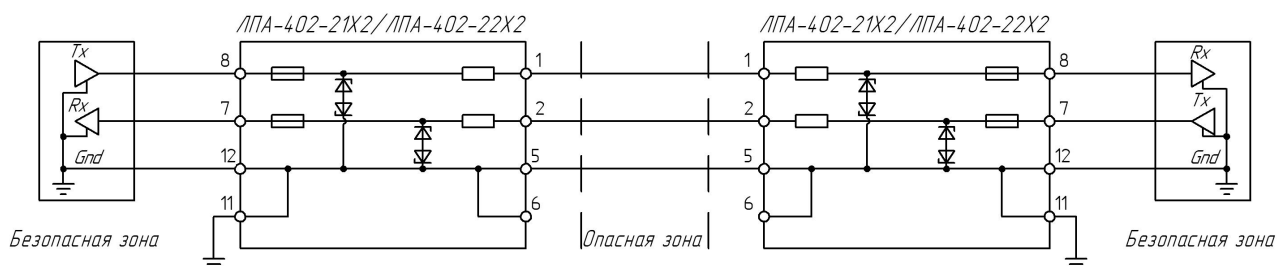 ЛПА-402-21Х2/ЛПА-402-22Х2 ЛПА-402-21Х2/ЛПА-402-22Х2
Tx 8 1 1 8 Rx
Rx 7 2 2 7 Tx
Gnd 12 5 5 12 Gnd
11 6 6 11
Безопасная зона Опасная зона Безопасная зона